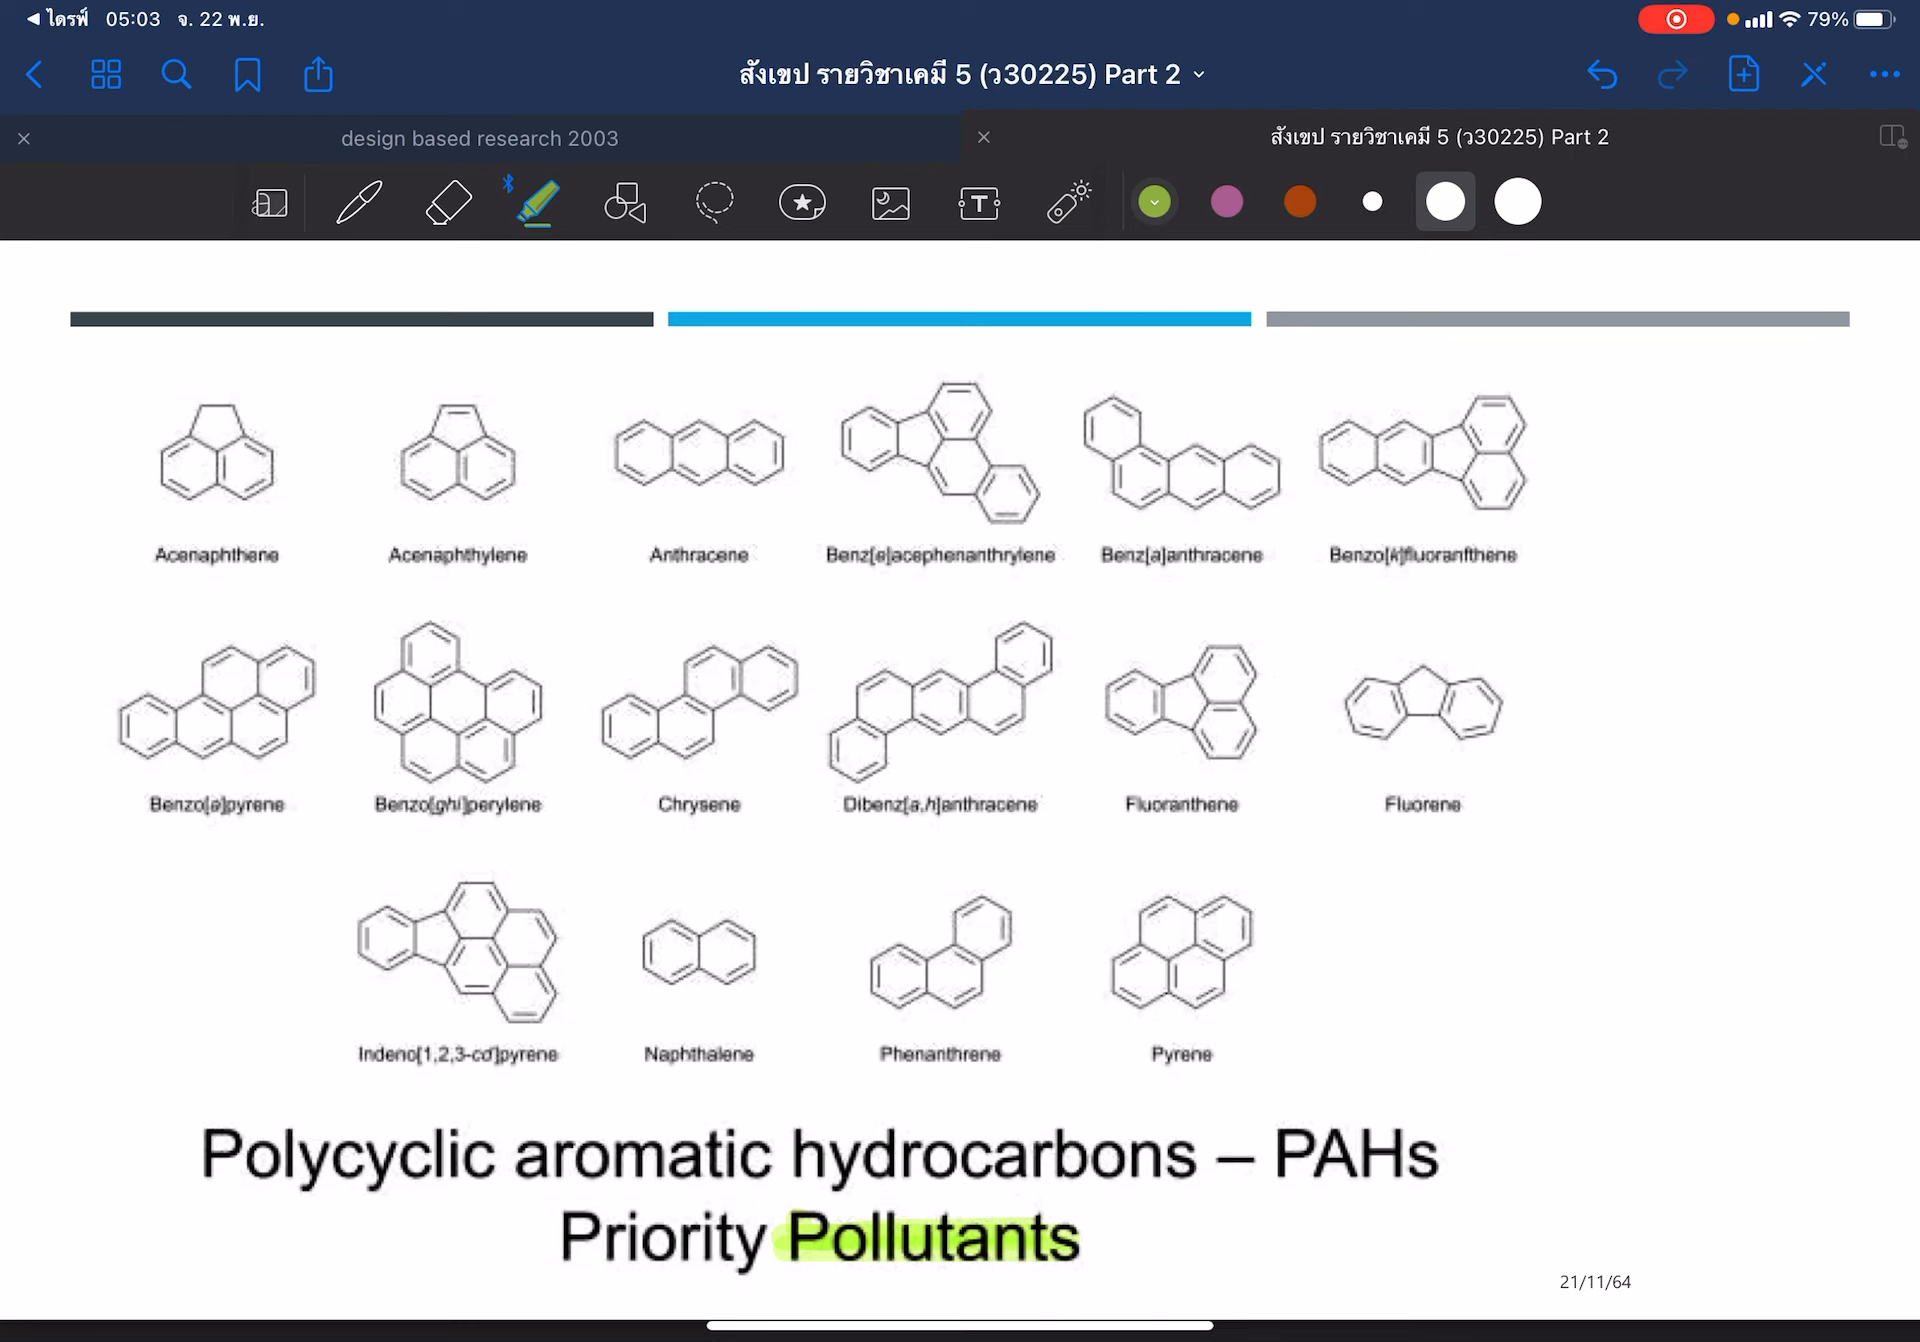 ไดรฟ์ 05:03 จ. 22 พ.ย. 79%
สังเขป รายวิชาเคมี 5 (ว30225) Part 2
design based research 2003
สังเขป รายวิชาเคมี 5 (ว30225) Part 2
T
Acenaphthene Acenaphthylene Anthracene Benz[e]acephenanthrylene Benz[a]anthracene Benzo[k]fluoranfthene
Benzo[a]pyrene Benzo[ghi]perylene Chrysene Dibenz[a,h]anthracene Fluoranthene Fluorene
Indeno[1,2,3-cd]pyrene Naphthalene Phenanthrene Pyrene
Polycyclic aromatic hydrocarbons – PAHs
Priority Pollutants
21/11/64